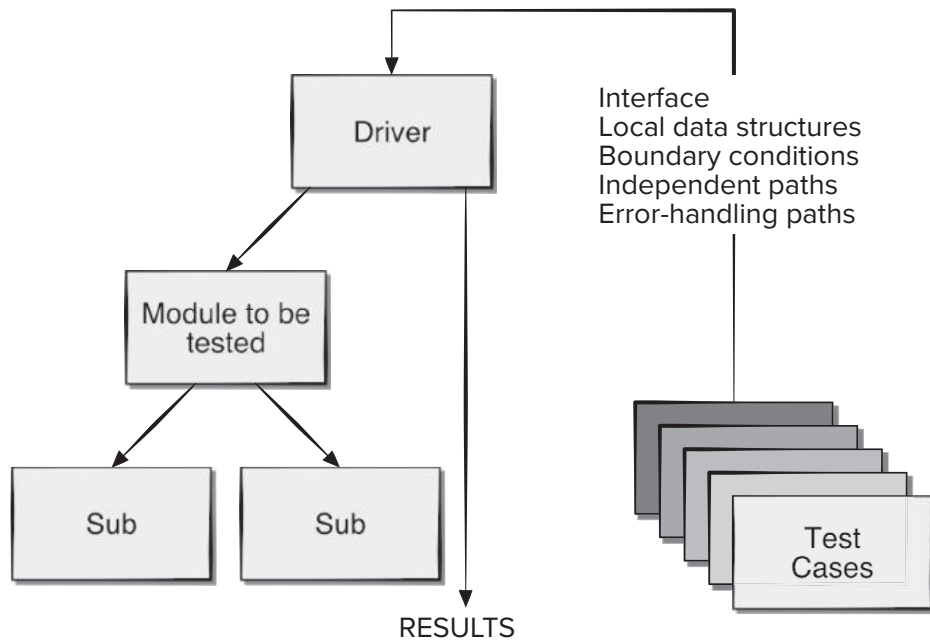 Driver
Interface
Local data structures
Boundary conditions
Independent paths
Error-handling paths
Module to be
tested
Sub
Sub
Test
Cases
RESULTS